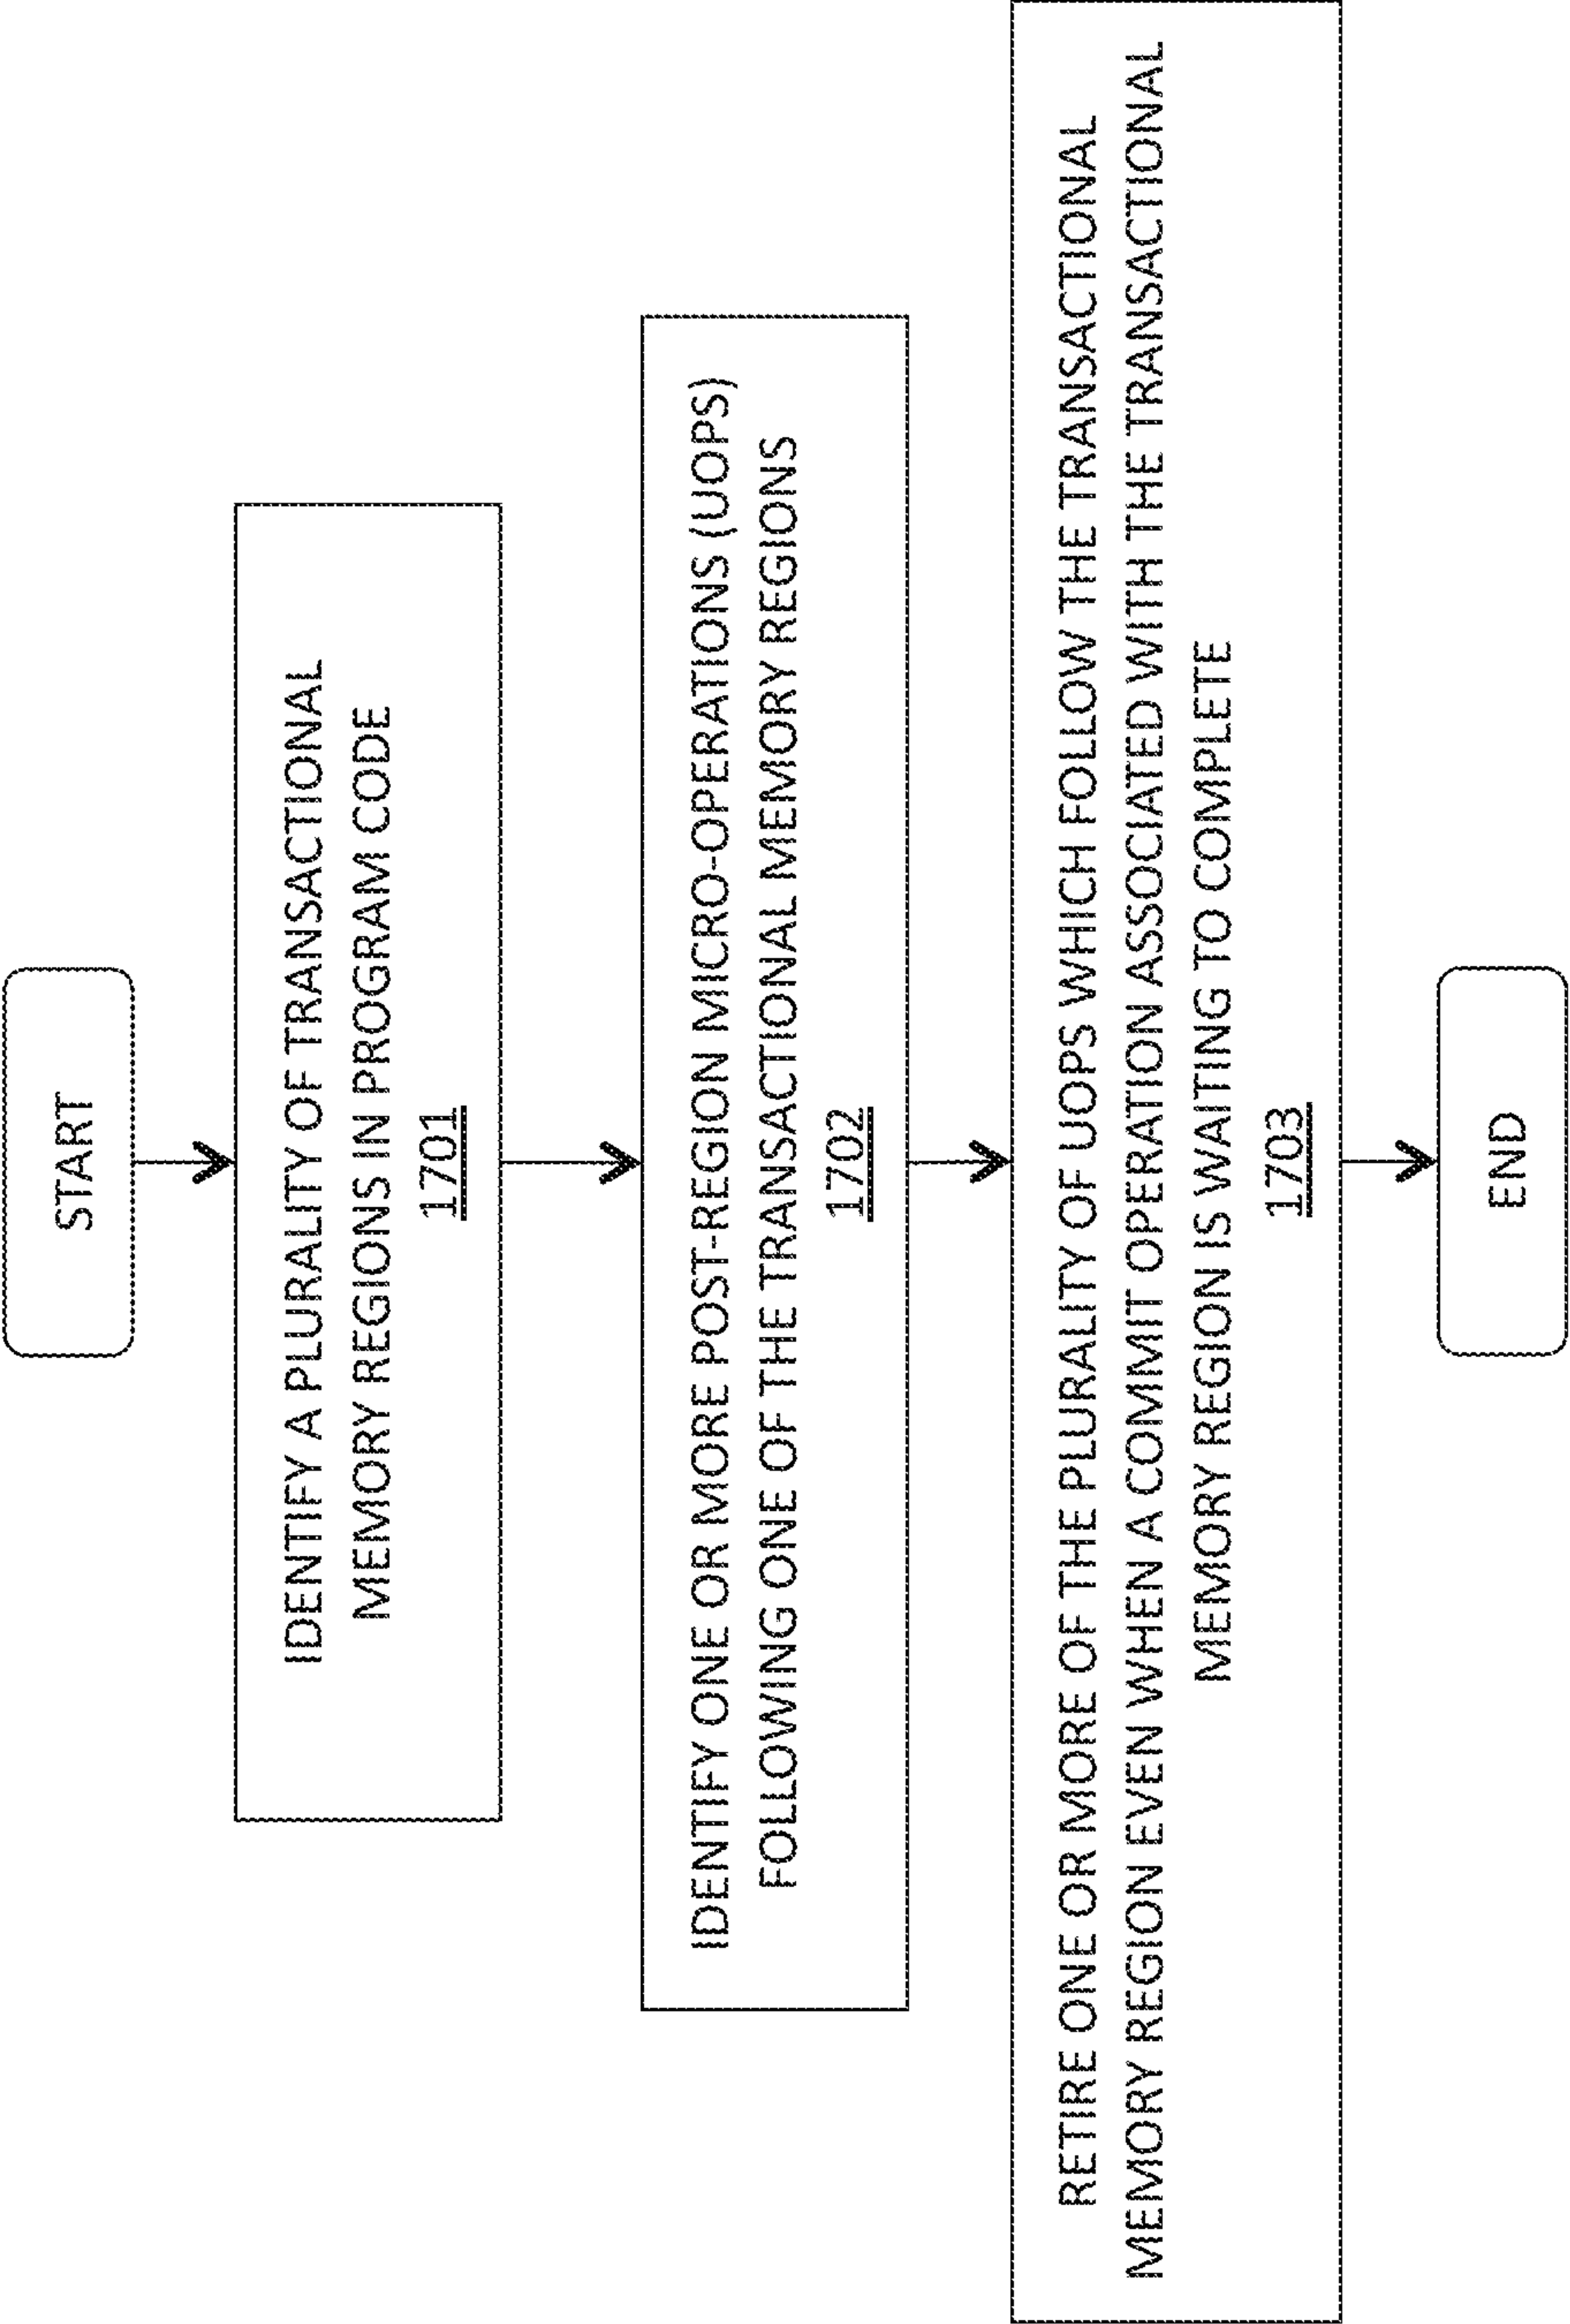 START
IDENTIFY A PLURALITY OF TRANSACTIONAL
MEMORY REGIONS IN PROGRAM CODE
1701
IDENTIFY ONE OR MORE POST-REGION MICRO-OPERATIONS (UOPS)
FOLLOWING ONE OF THE TRANSACTIONAL MEMORY REGIONS
1702
RETIRE ONE OR MORE OF THE PLURALITY OF UOPS WHICH FOLLOW THE TRANSACTIONAL
MEMORY REGION EVEN WHEN A COMMIT OPERATION ASSOCIATED WITH THE TRANSACTIONAL
MEMORY REGION IS WAITING TO COMPLETE
1703
END